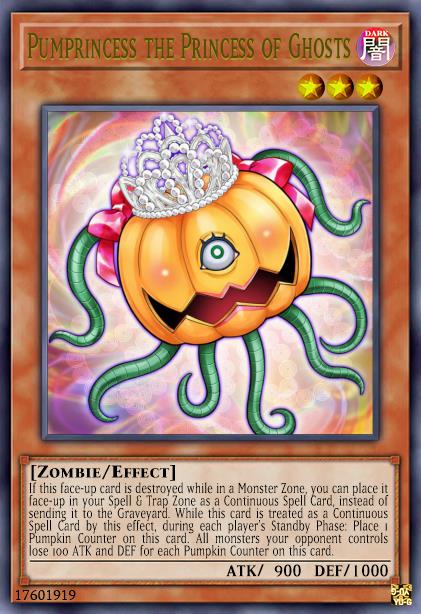 Pumprincess the Princess of Ghosts
DARK
闇
[Zombie/Effect]
If this face-up card is destroyed while in a Monster Zone, you can place it
face-up in your Spell & Trap Zone as a Continuous Spell Card, instead of
sending it to the Graveyard. While this card is treated as a Continuous
Spell Card by this effect, during each player's Standby Phase: Place 1
Pumpkin Counter on this card. All monsters your opponent controls
lose 100 ATK and DEF for each Pumpkin Counter on this card.
ATK/ 900 DEF/1000
17601919